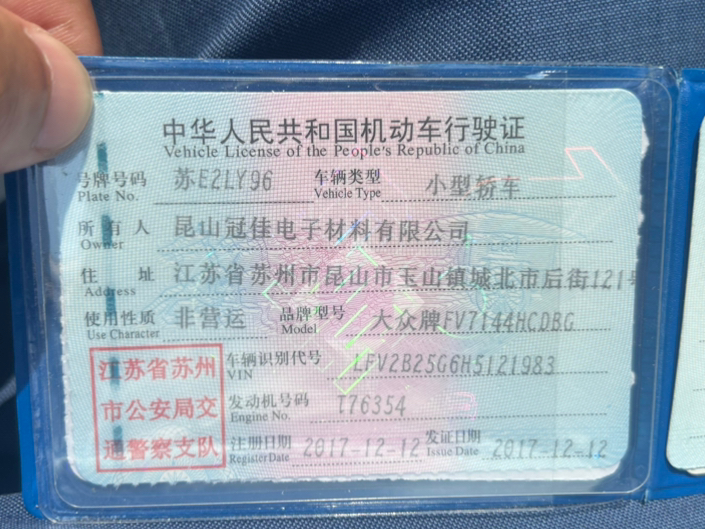 中华人民共和国机动车行驶证
Vehicle License of the People's Republic of China
号牌号码 苏E2LY96 车辆类型 小型轿车
Plate No. Vehicle Type
所有人 昆山冠佳电子材料有限公司
Owner
住址 江苏省苏州市昆山市玉山镇城北市后街121号
Address
使用性质 非营运 品牌型号 大众牌FV7144HCDBG
Use Character Model
江苏省苏州 车辆识别代号 LFV2B25G6H5121983
VIN
市公安局交 发动机号码 T76354
Engine No.
通警察支队 注册日期 2017-12-12 发证日期 2017-12-12
Register Date Issue Date